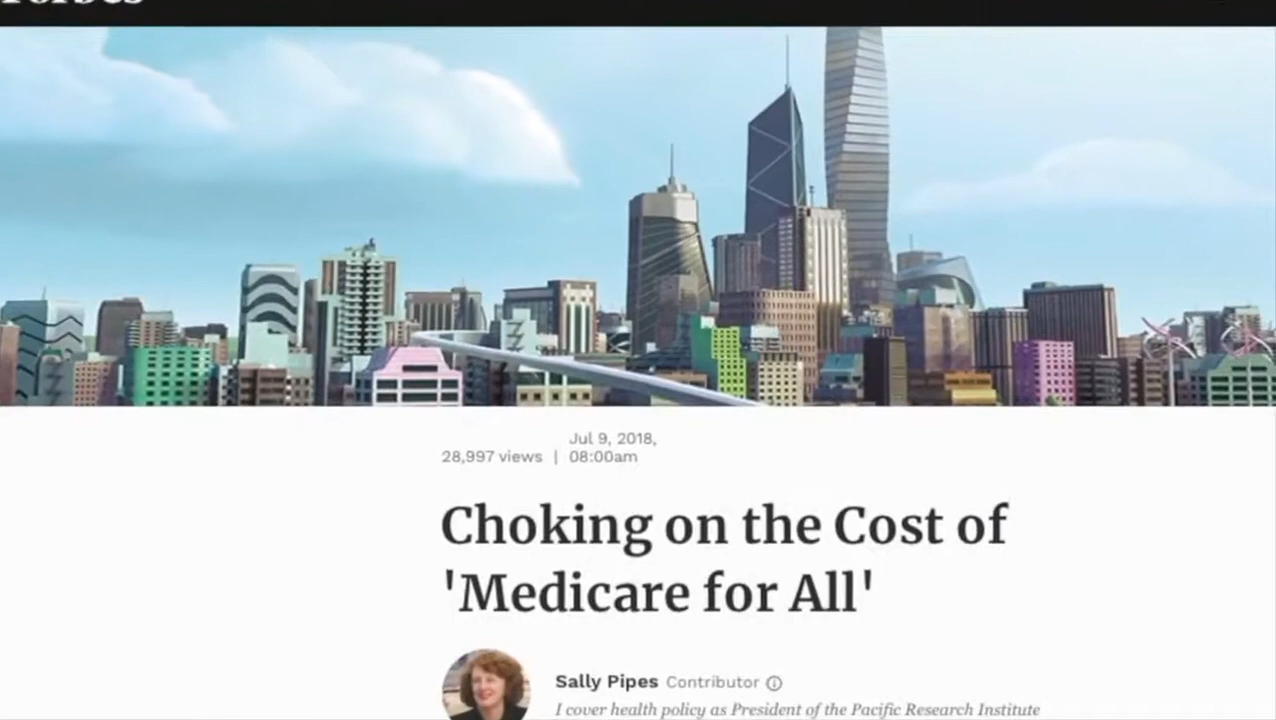 Forbes
28,997 views | Jul 9, 2018,
08:00am
Choking on the Cost of
'Medicare for All'
Sally Pipes Contributor
I cover health policy as President of the Pacific Research Institute